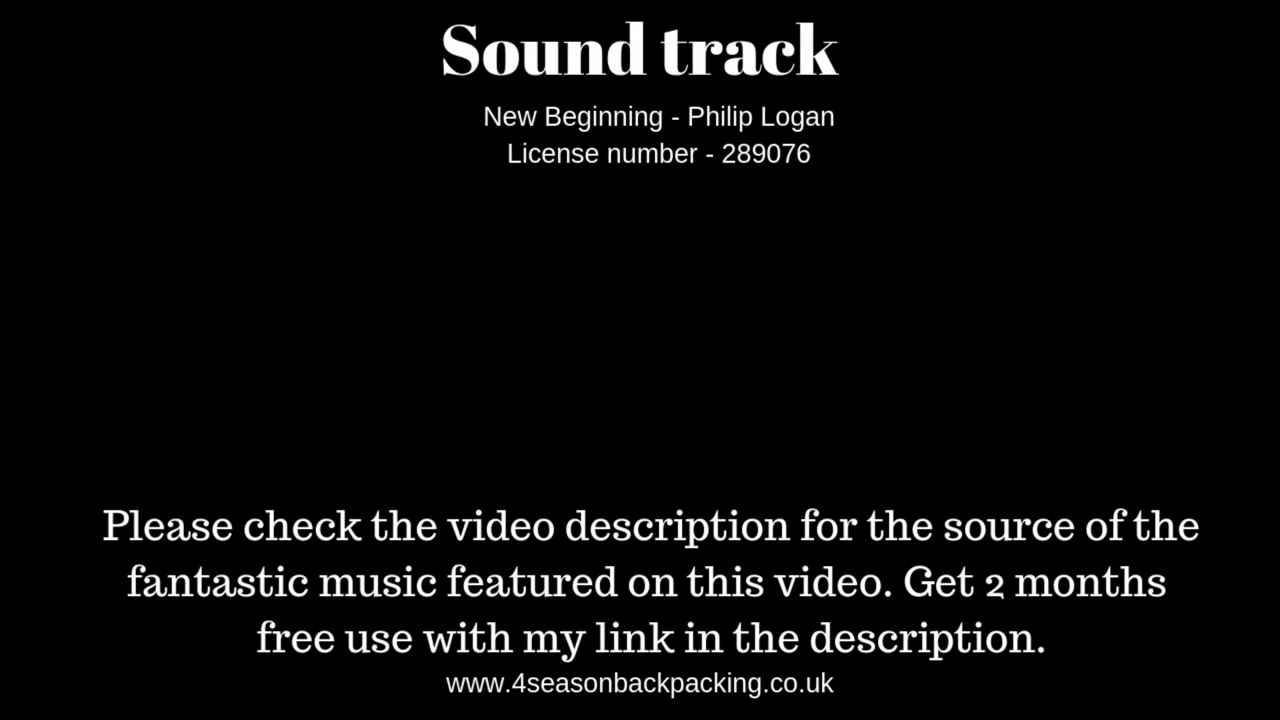 Sound track
New Beginning - Philip Logan
License number - 289076
Please check the video description for the source of the
fantastic music featured on this video. Get 2 months
free use with my link in the description.
www.4seasonbackpacking.co.uk